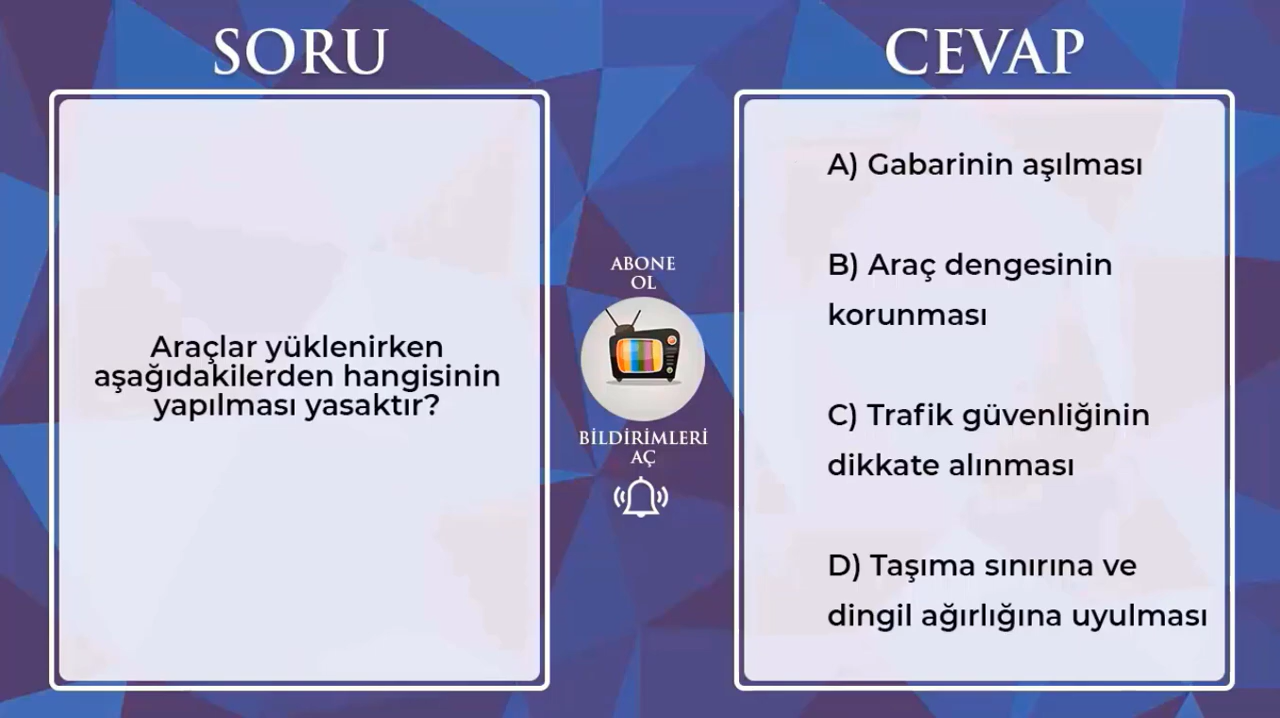 SORU
Araçlar yüklenirken
aşağıdakilerden hangisinin
yapılması yasaktır?
ABONE
OL
BİLDİRİMLERİ
AÇ
CEVAP
A) Gabarinin aşılması
B) Araç dengesinin
korunması
C) Trafik güvenliğinin
dikkate alınması
D) Taşıma sınırına ve
dingil ağırlığına uyulması